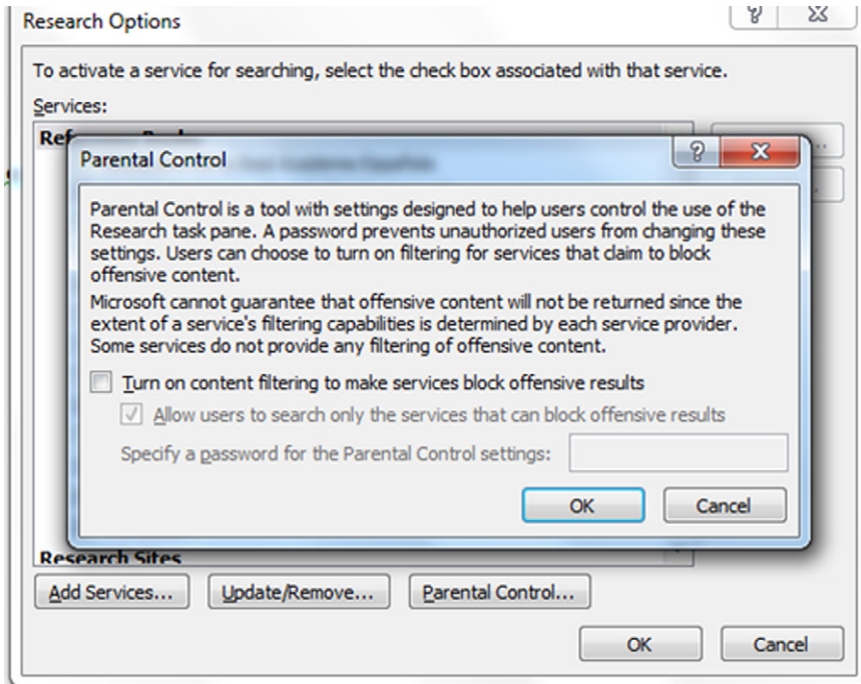 Research Options
To activate a service for searching, select the check box associated with that service.
Services:
Parental Control
Parental Control is a tool with settings designed to help users control the use of the
Research task pane. A password prevents unauthorized users from changing these
settings. Users can choose to turn on filtering for services that claim to block
offensive content.
Microsoft cannot guarantee that offensive content will not be returned since the
extent of a service's filtering capabilities is determined by each service provider.
Some services do not provide any filtering of offensive content.
Turn on content filtering to make services block offensive results
Allow users to search only the services that can block offensive results
Specify a password for the Parental Control settings:
OK Cancel
Research Sites
Add Services... Update/Remove... Parental Control...
OK Cancel